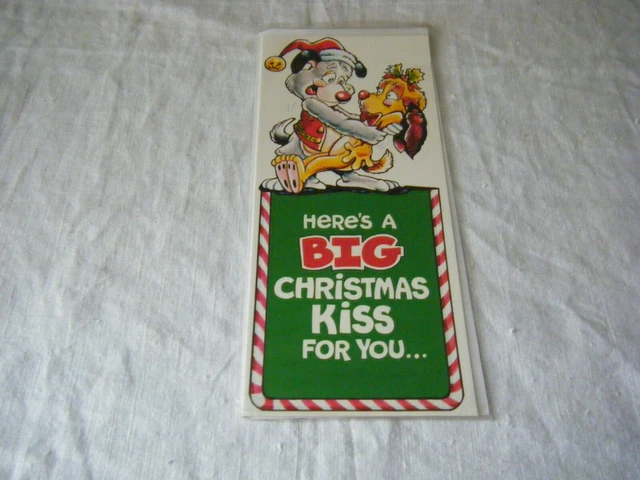 HERE'S A
BIG
CHRISTMAS
KISS
FOR YOU...